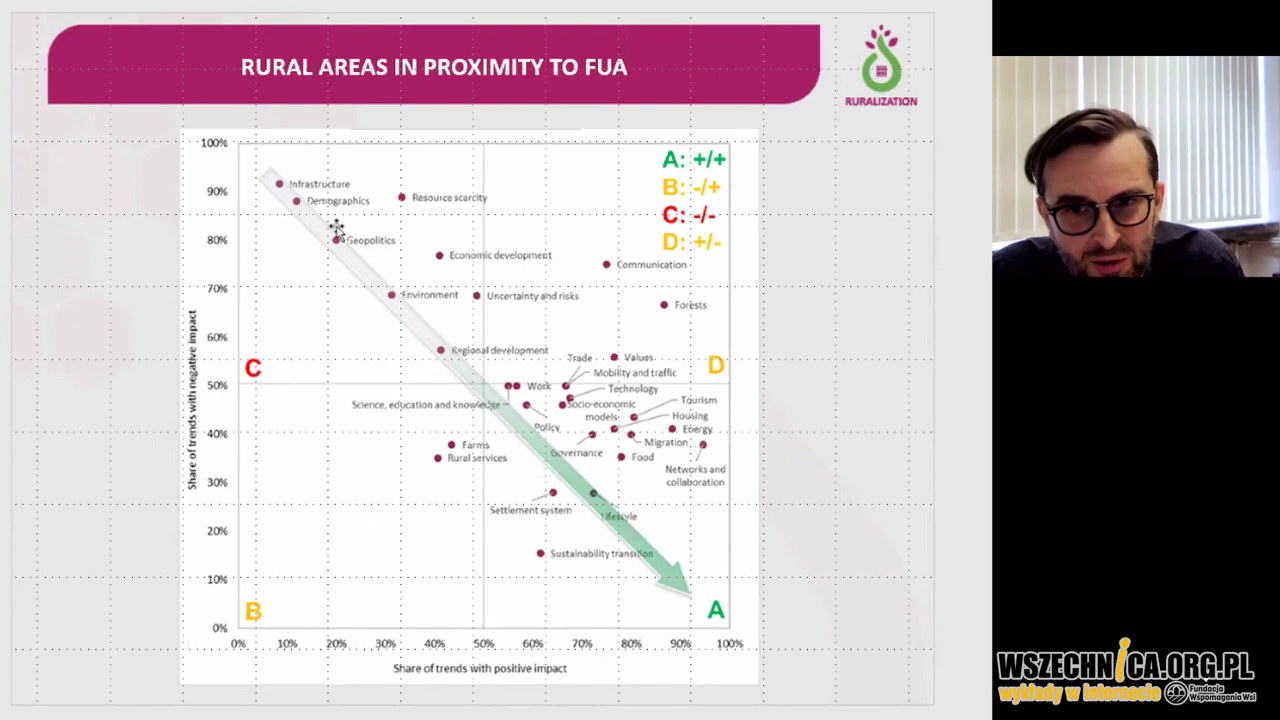 RURAL AREAS IN PROXIMITY TO FUA
RURALIZATION
100%
90%
80%
70%
60%
50%
40%
30%
20%
10%
0%
Share of trends with negative impact
A: +/+
B: -/+
C: -/-
D: +/-
Infrastructure
Demographics
Resource scarcity
Geopolitics
Economic development
Communication
Environment
Uncertainty and risks
Forests
Regional development
Trade
Values
C
D
Mobility and traffic
Work
Technology
Science, education and knowledge
Socio-economic
models
Tourism
Housing
Policy
Energy
Farms
Migration
Governance
Rural services
Food
Networks and
collaboration
Settlement system
Lifestyle
Sustainability transition
B
A
0% 10% 20% 30% 40% 50% 60% 70% 80% 90% 100%
Share of trends with positive impact
WSZECHNICA.ORG.PL
wykłady w internecie
Fundacja
Wspomagania Wsi